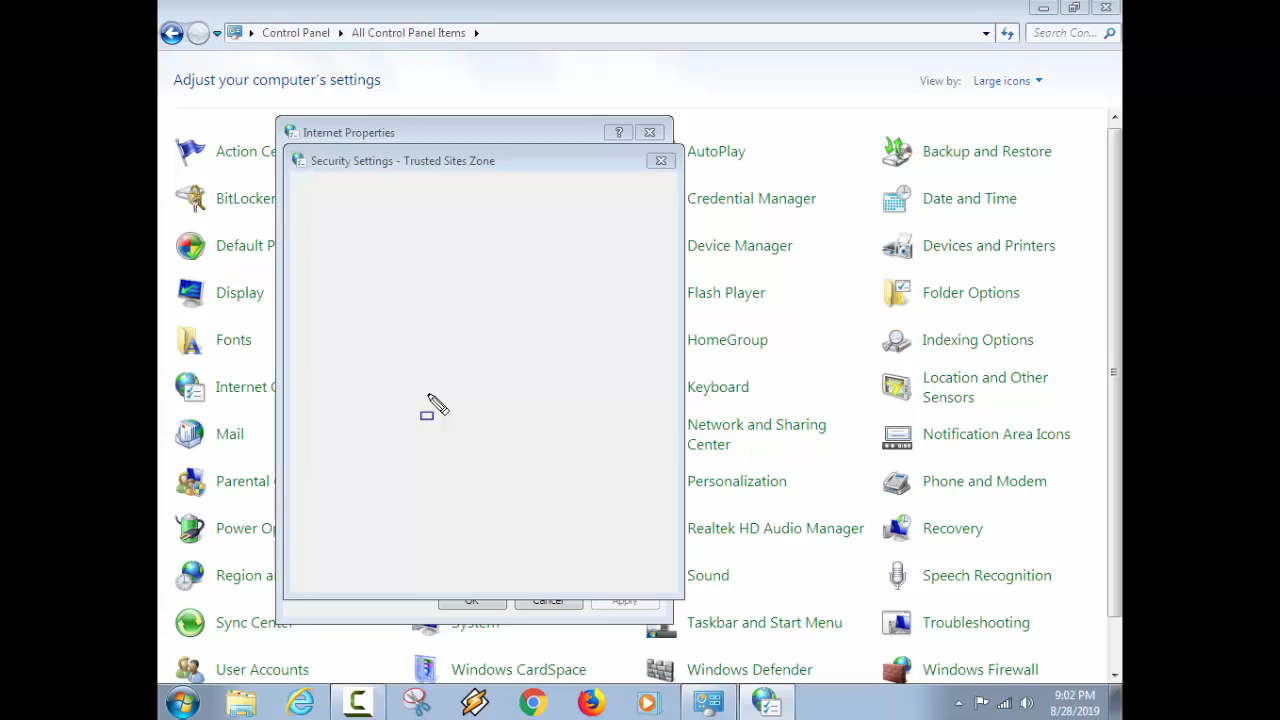 Control Panel
All Control Panel Items
Search Con...
Adjust your computer's settings
View by:
Large icons
Internet Properties
Security Settings - Trusted Sites Zone
Action Ce
AutoPlay
Backup and Restore
BitLocker
Credential Manager
Date and Time
Default P
Device Manager
Devices and Printers
Display
Flash Player
Folder Options
Fonts
HomeGroup
Indexing Options
Internet O
Keyboard
Location and Other
Sensors
Mail
Network and Sharing
Center
Notification Area Icons
Parental
Personalization
Phone and Modem
Power Op
Realtek HD Audio Manager
Recovery
Region a
Sound
Speech Recognition
OK
Cancel
Apply
Sync Center
System
Taskbar and Start Menu
Troubleshooting
User Accounts
Windows CardSpace
Windows Defender
Windows Firewall
9:02 PM
8/28/2019